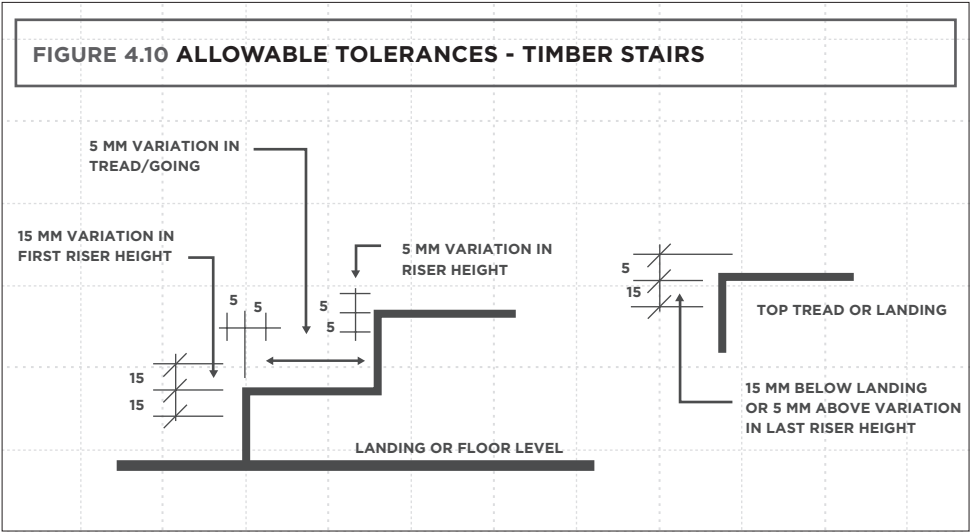 FIGURE 4.10 ALLOWABLE TOLERANCES - TIMBER STAIRS
5 MM VARIATION IN
TREAD/GOING
15 MM VARIATION IN
FIRST RISER HEIGHT
5 MM VARIATION IN
RISER HEIGHT
5
5
5
5
15
15
LANDING OR FLOOR LEVEL
5
15
TOP TREAD OR LANDING
15 MM BELOW LANDING
OR 5 MM ABOVE VARIATION
IN LAST RISER HEIGHT